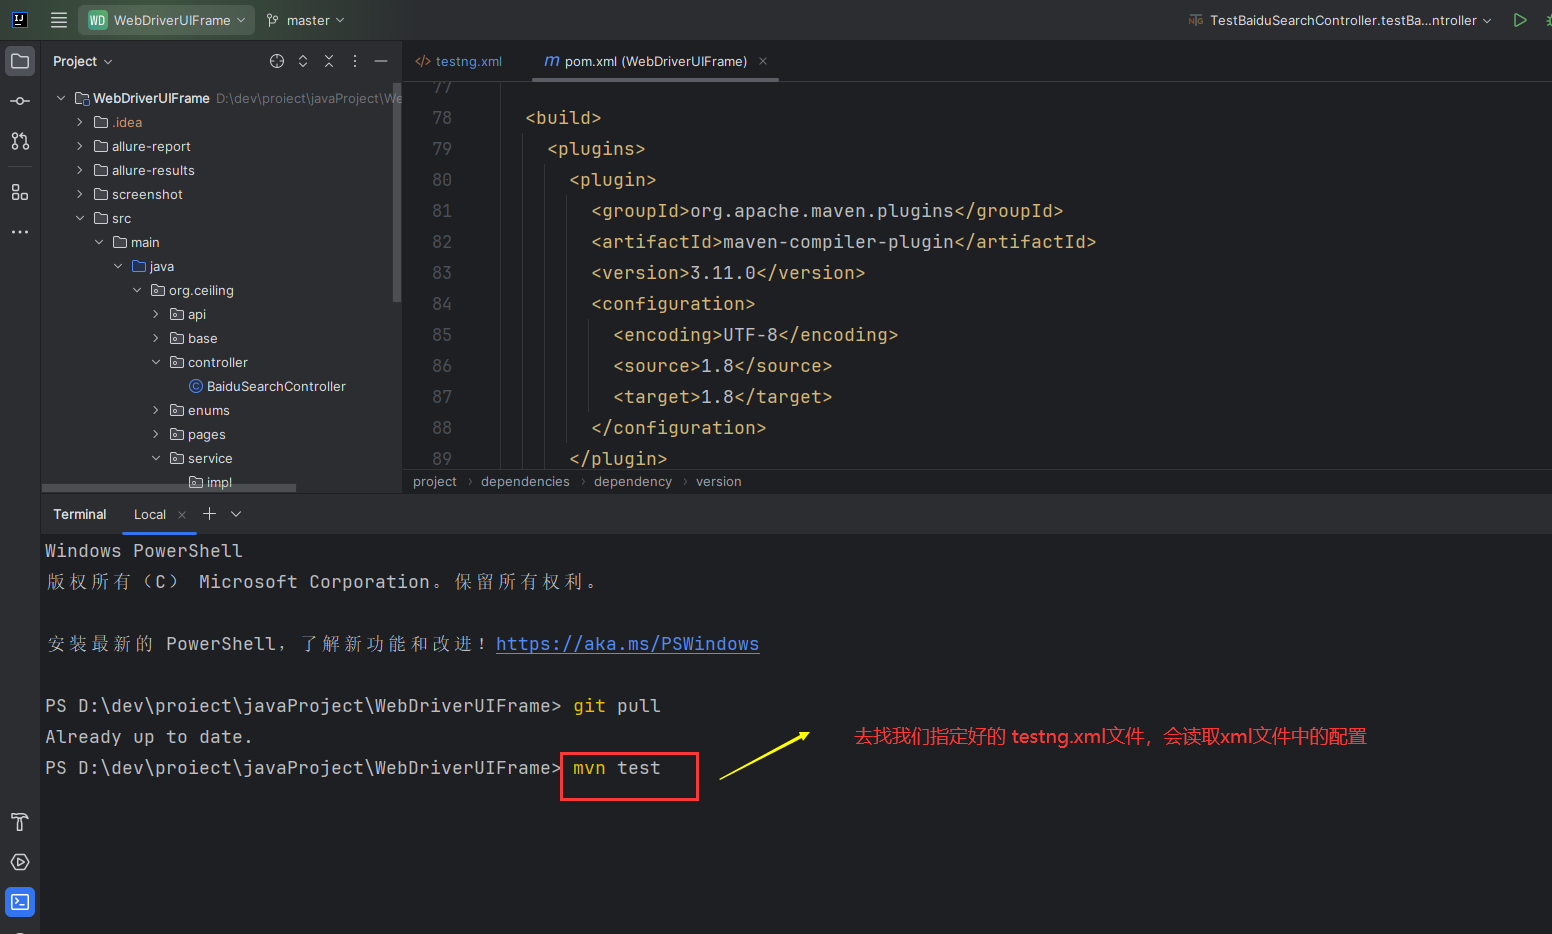 WD WebDriverUIFrame master TestBaiduSearchController.testBa...ntroller
Project
testng.xml
pom.xml (WebDriverUIFrame)
WebDriverUIFrame D:\dev\proiect\javaProject\We
.idea
allure-report
allure-results
screenshot
src
main
java
org.ceiling
api
base
controller
BaiduSearchController
enums
pages
service
impl
77
78 <build>
79 <plugins>
80 <plugin>
81 <groupId>org.apache.maven.plugins</groupId>
82 <artifactId>maven-compiler-plugin</artifactId>
83 <version>3.11.0</version>
84 <configuration>
85 <encoding>UTF-8</encoding>
86 <source>1.8</source>
87 <target>1.8</target>
88 </configuration>
89 </plugin>
project › dependencies › dependency › version
Terminal Local
Windows PowerShell
版权所有（C） Microsoft Corporation。保留所有权利。
安装最新的 PowerShell，了解新功能和改进！https://aka.ms/PSWindows
PS D:\dev\proiect\javaProject\WebDriverUIFrame> git pull
Already up to date.
PS D:\dev\proiect\javaProject\WebDriverUIFrame> mvn test
去找我们指定好的 testng.xml文件，会读取xml文件中的配置